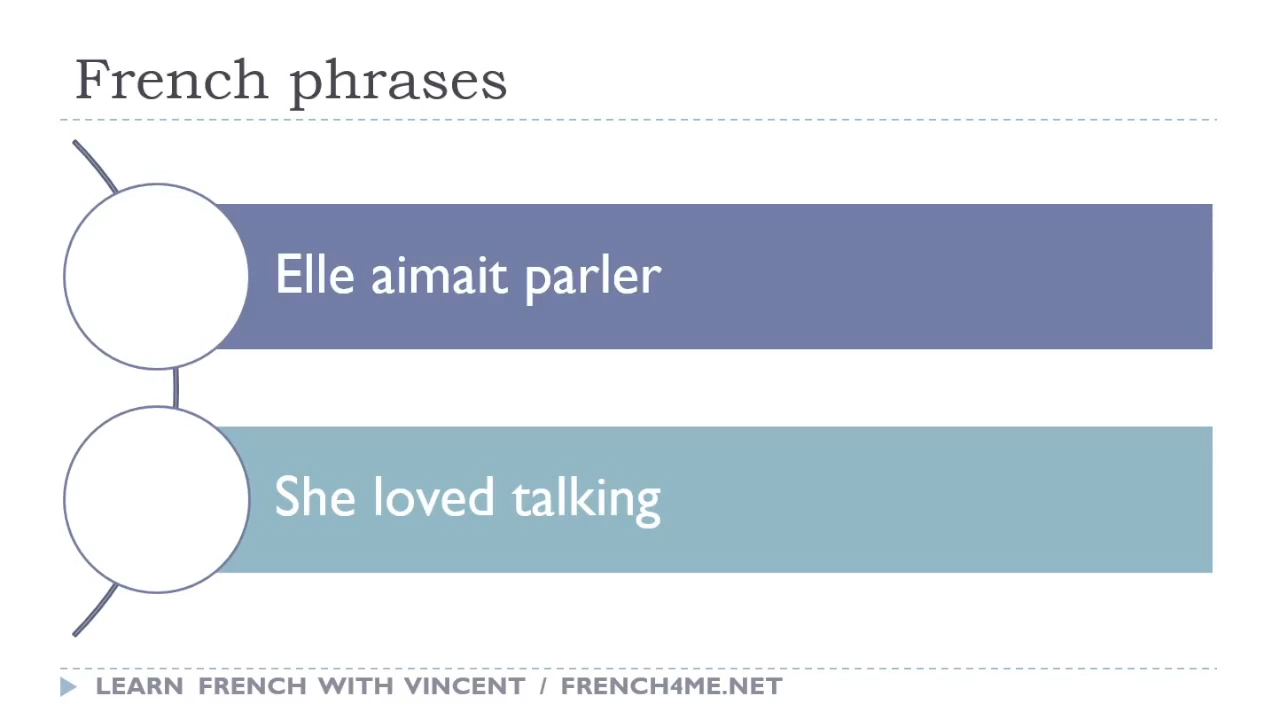 French phrases
Elle aimait parler
She loved talking
LEARN FRENCH WITH VINCENT / FRENCH4ME.NET